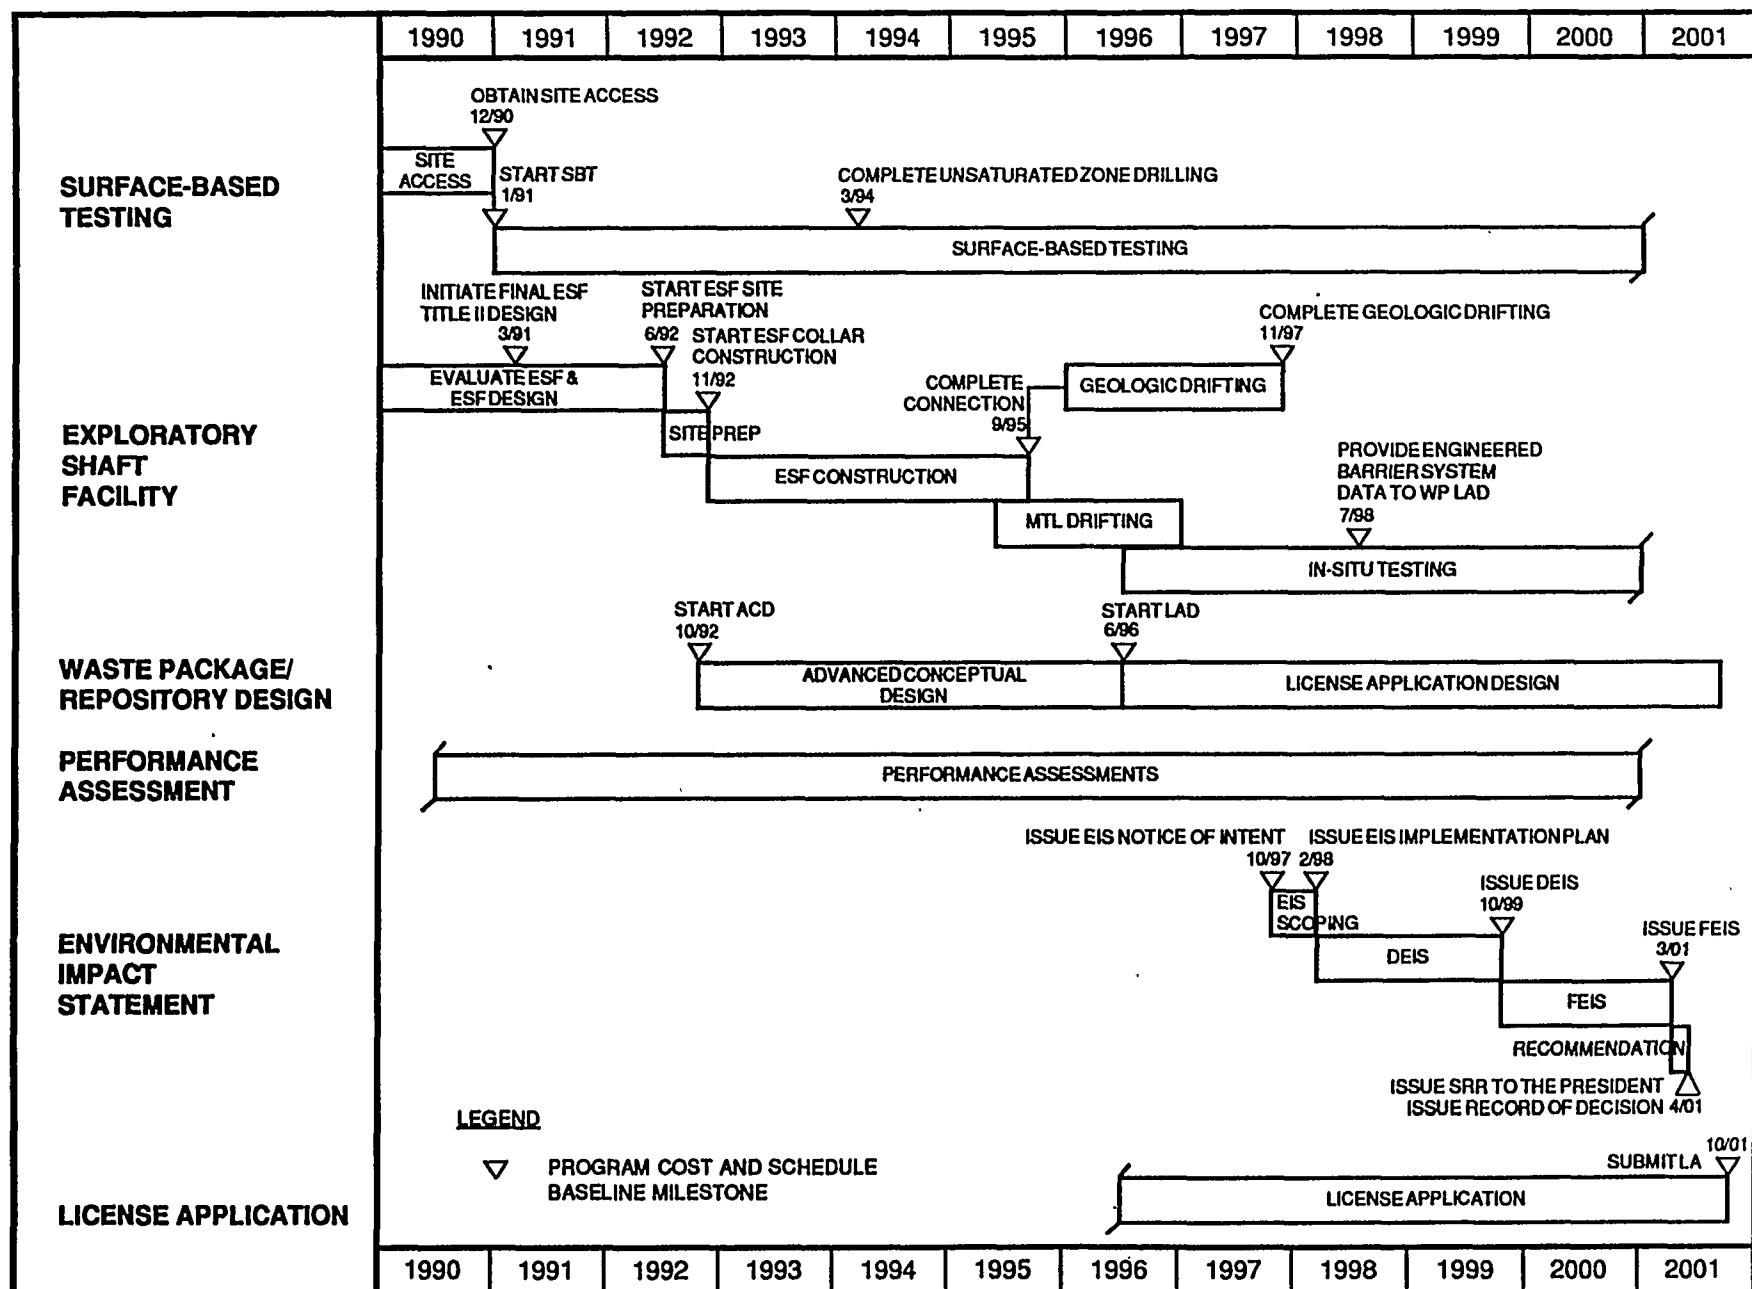 1990 1991 1992 1993 1994 1995 1996 1997 1998 1999 2000 2001
SURFACE-BASED
TESTING
OBTAIN SITE ACCESS
12/90
SITE
ACCESS
START SBT
1/91
COMPLETE UNSATURATED ZONE DRILLING
3/94
SURFACE-BASED TESTING
EXPLORATORY
SHAFT
FACILITY
INITIATE FINAL ESF
TITLE II DESIGN
3/91
START ESF SITE
PREPARATION
6/92
START ESF COLLAR
CONSTRUCTION
11/92
EVALUATE ESF &
ESF DESIGN
SITE PREP
COMPLETE
CONNECTION
9/95
COMPLETE GEOLOGIC DRIFTING
11/97
GEOLOGIC DRIFTING
ESF CONSTRUCTION
MTL DRIFTING
PROVIDE ENGINEERED
BARRIER SYSTEM
DATA TO WP LAD
7/98
IN-SITU TESTING
WASTE PACKAGE/
REPOSITORY DESIGN
START ACD
10/92
START LAD
6/96
ADVANCED CONCEPTUAL
DESIGN
LICENSE APPLICATION DESIGN
PERFORMANCE
ASSESSMENT
PERFORMANCE ASSESSMENTS
ENVIRONMENTAL
IMPACT
STATEMENT
ISSUE EIS NOTICE OF INTENT
10/97
ISSUE EIS IMPLEMENTATION PLAN
2/98
EIS
SCOPING
ISSUE DEIS
10/99
DEIS
ISSUE FEIS
3/01
FEIS
RECOMMENDATION
ISSUE SRR TO THE PRESIDENT
ISSUE RECORD OF DECISION 4/01
LEGEND
PROGRAM COST AND SCHEDULE
BASELINE MILESTONE
LICENSE APPLICATION
10/01
SUBMIT LA
LICENSE APPLICATION
1990 1991 1992 1993 1994 1995 1996 1997 1998 1999 2000 2001